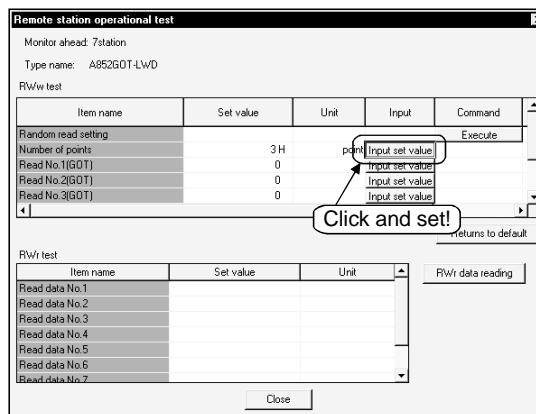 Remote station operational test
Monitor ahead: 7station
Type name: A852GOT-LWD
RWw test
Item name Set value Unit Input Command
Random read setting Execute
Number of points 3 H point Input set value
Read No.1(GOT) 0 Input set value
Read No.2(GOT) 0 Input set value
Read No.3(GOT) 0 Input set value
Click and set!
Returns to default
RWr test
Item name Set value Unit
RWr data reading
Read data No.1
Read data No.2
Read data No.3
Read data No.4
Read data No.5
Read data No.6
Read data No.7
Close